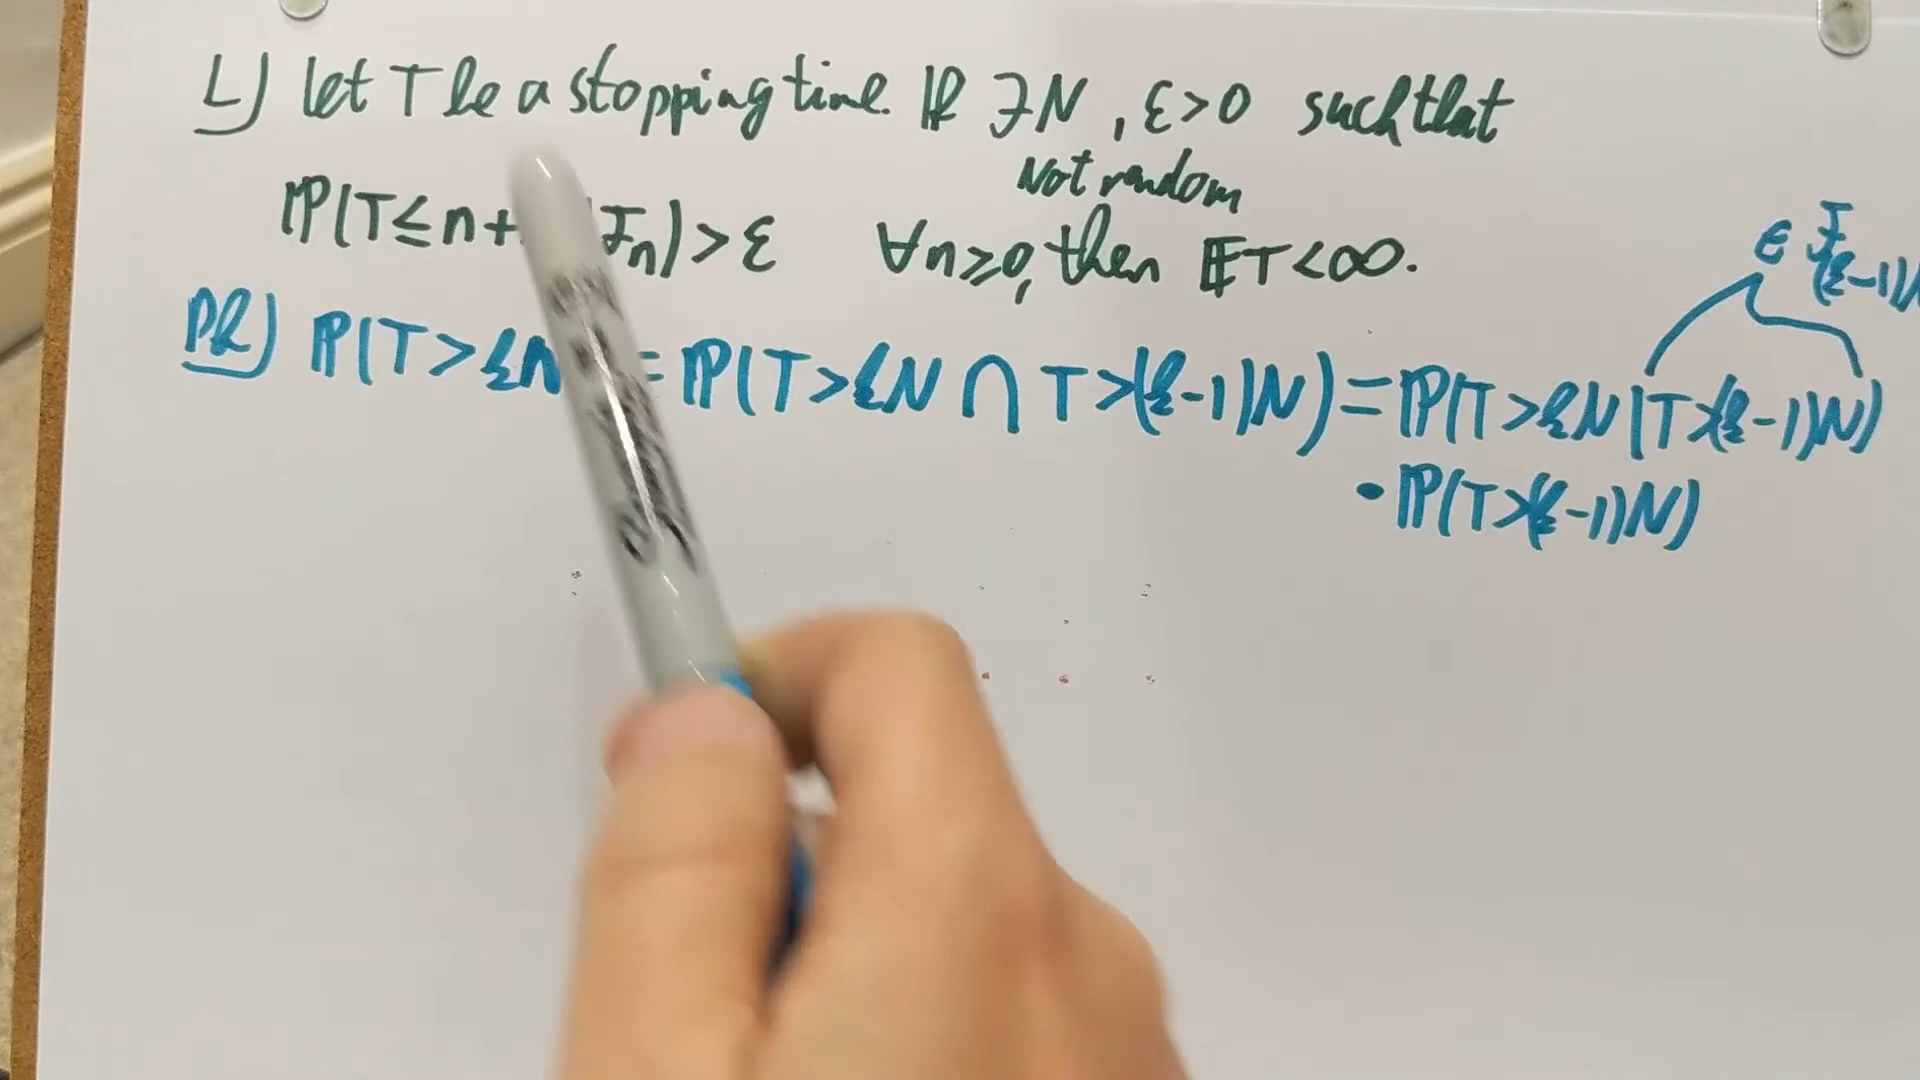 L) Let T be a stopping time. If ∃N, ε>0 such that
Not random
P(T≤n+ Fn)>ε ∀n≥0, then ET<∞.
∈ F(k-1)N
Pf) P(T>kN = P(T>kN ∩ T>(k-1)N) = P(T>kN|T>(k-1)N)
• P(T>(k-1)N)